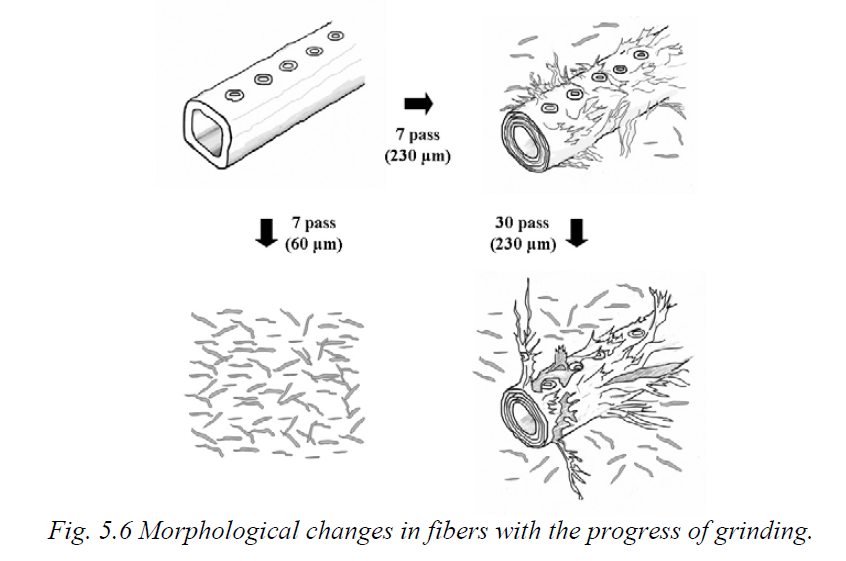 7 pass
(230 μm)
7 pass
(60 μm)
30 pass
(230 μm)
Fig. 5.6 Morphological changes in fibers with the progress of grinding.